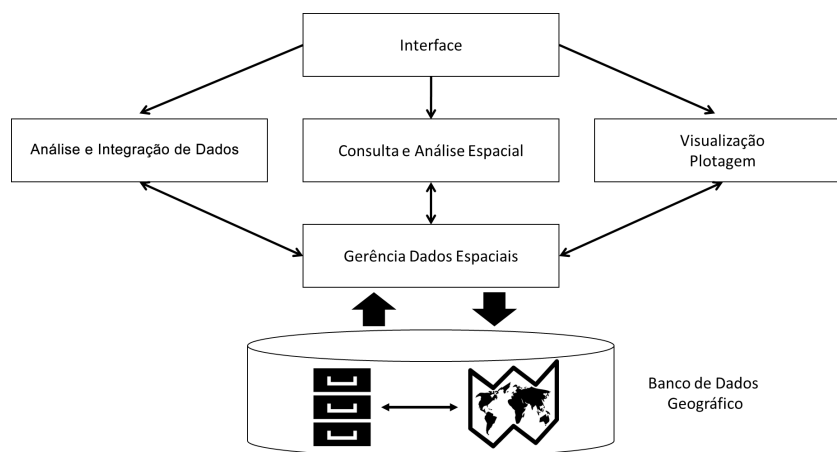 Interface
Análise e Integração de Dados
Consulta e Análise Espacial
Visualização
Plotagem
Gerência Dados Espaciais
Banco de Dados
Geográfico